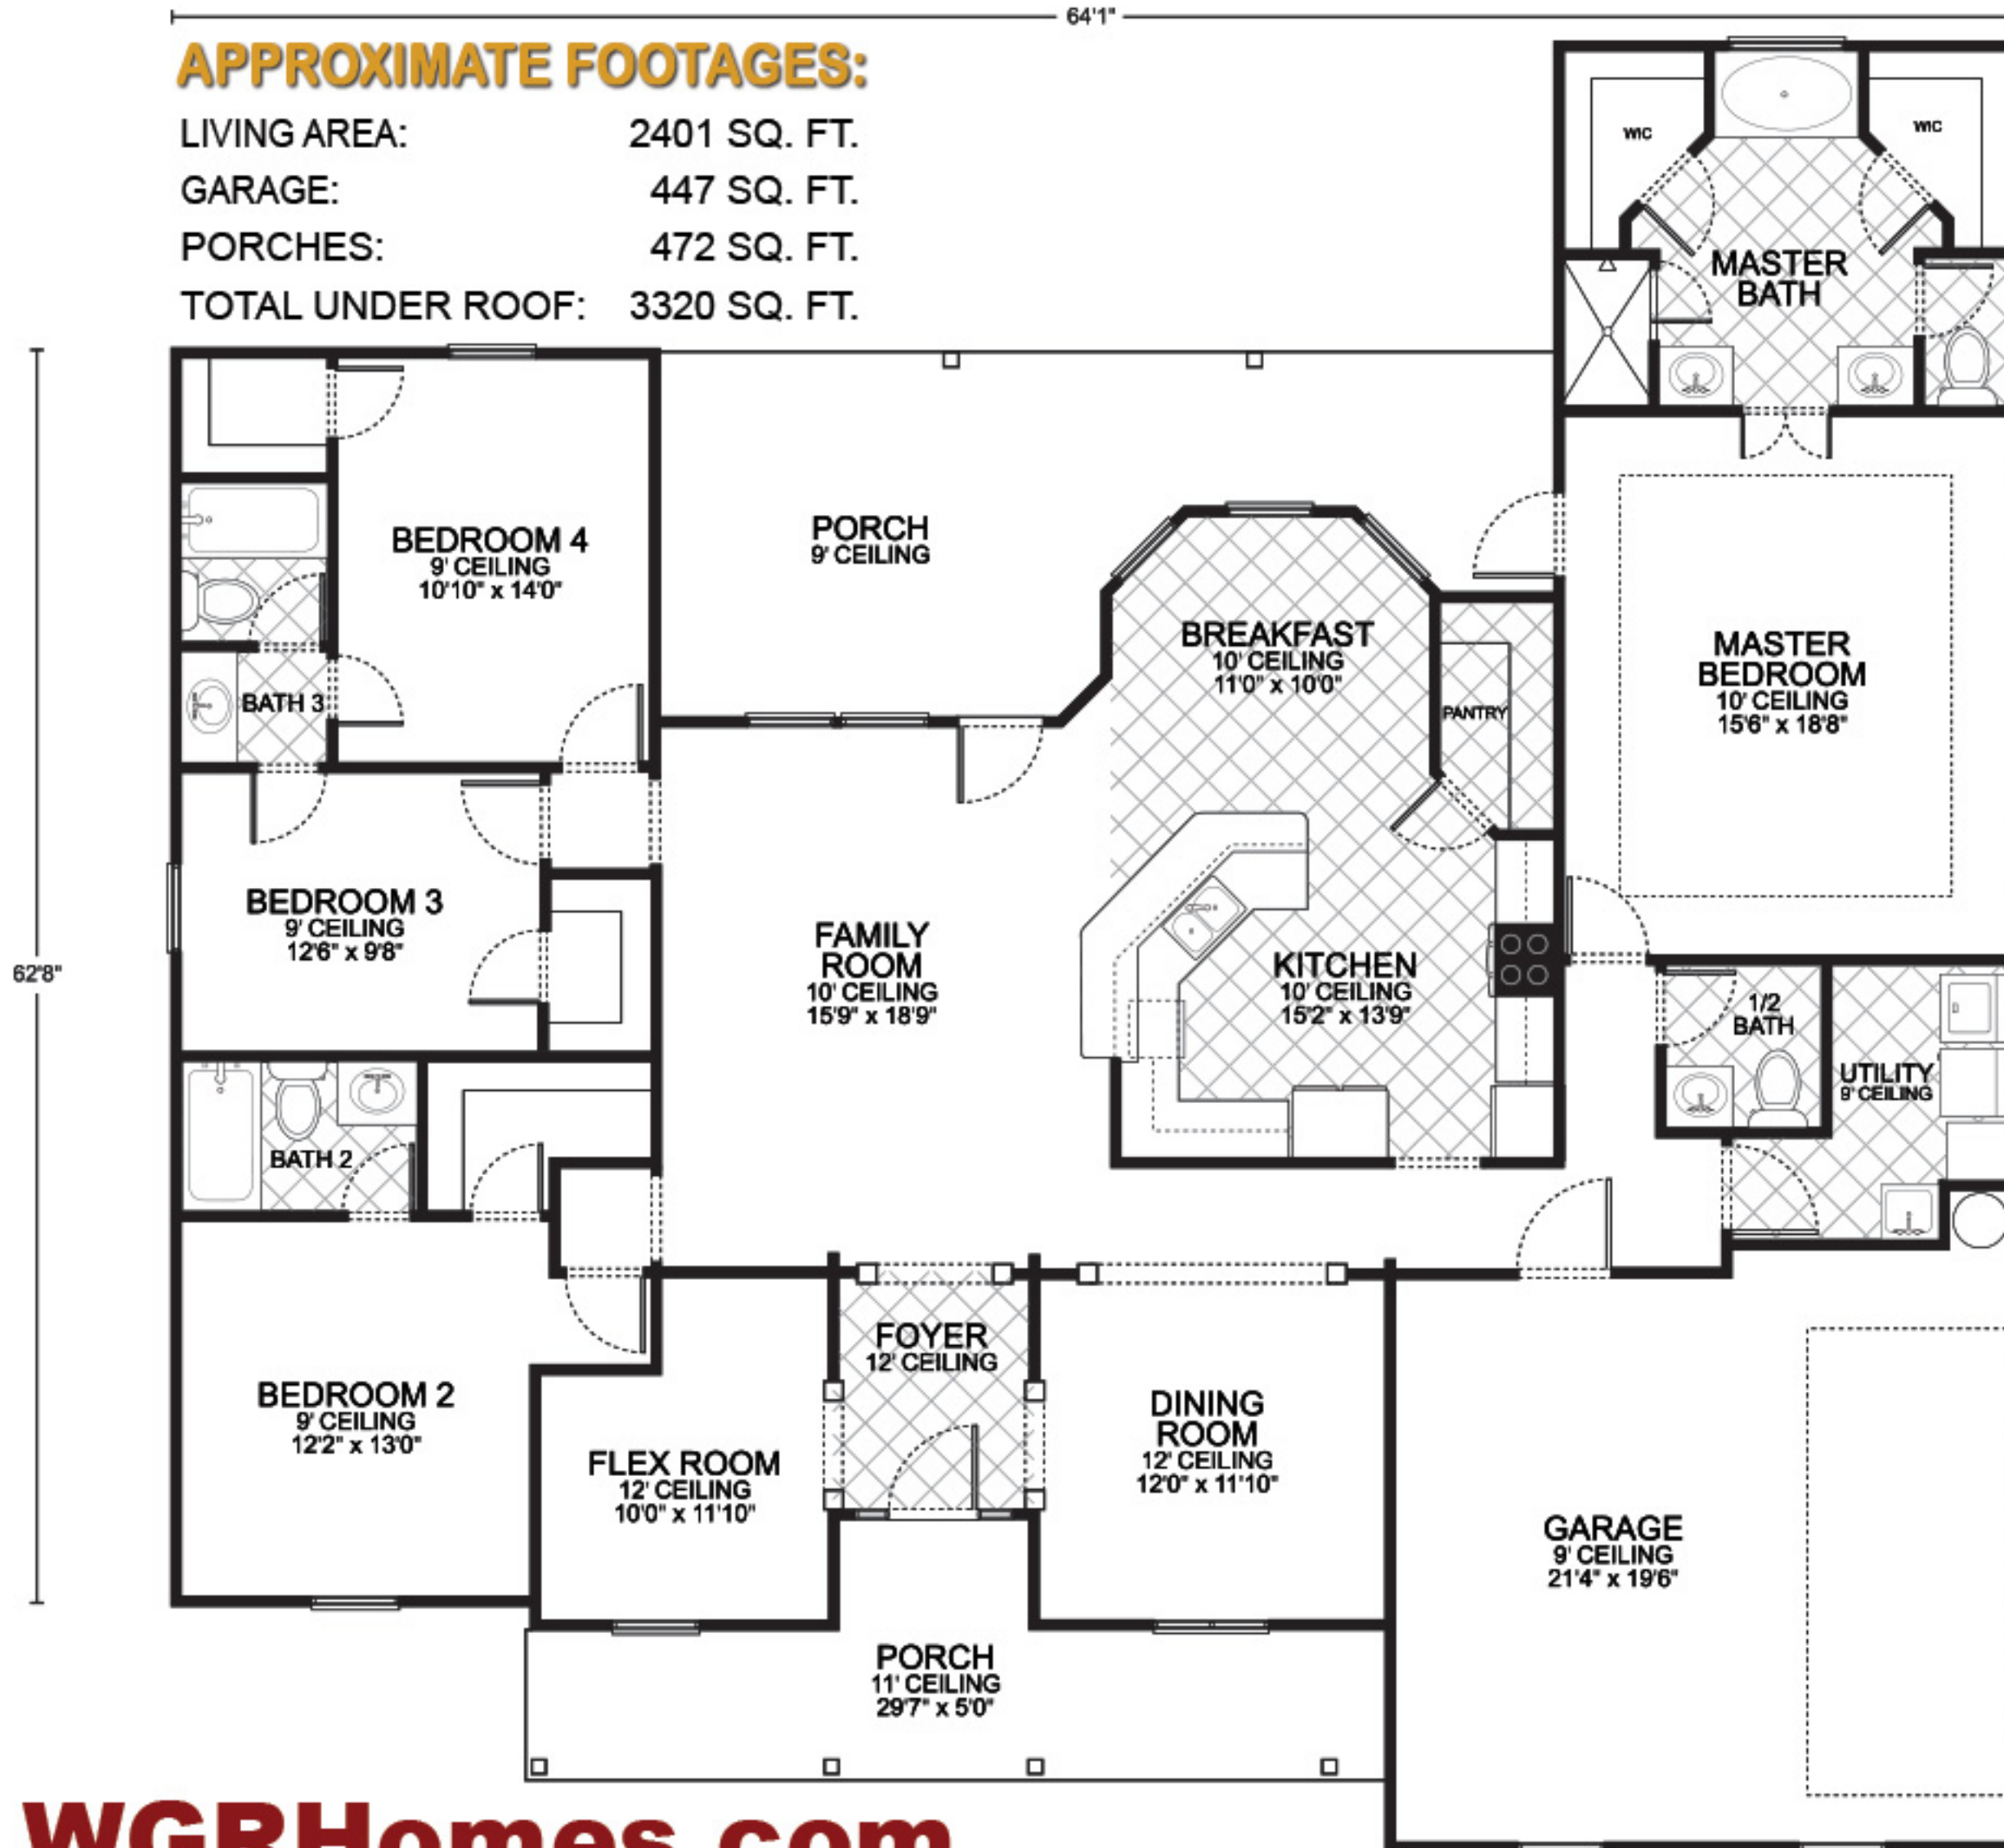 64'1"
APPROXIMATE FOOTAGES:
LIVING AREA: 2401 SQ. FT.
GARAGE: 447 SQ. FT.
PORCHES: 472 SQ. FT.
TOTAL UNDER ROOF: 3320 SQ. FT.
WIC
WIC
MASTER
BATH
BEDROOM 4
9' CEILING
10'10" x 14'0"
PORCH
9' CEILING
BREAKFAST
10' CEILING
11'0" x 10'0"
MASTER
BEDROOM
10' CEILING
15'6" x 18'8"
BATH 3
PANTRY
BEDROOM 3
9' CEILING
12'6" x 9'8"
62'8"
FAMILY
ROOM
10' CEILING
15'9" x 18'9"
KITCHEN
10' CEILING
15'2" x 13'9"
1/2
BATH
UTILITY
9' CEILING
BATH 2
FOYER
12' CEILING
BEDROOM 2
9' CEILING
12'2" x 13'0"
FLEX ROOM
12' CEILING
10'0" x 11'10"
DINING
ROOM
12' CEILING
12'0" x 11'10"
GARAGE
9' CEILING
21'4" x 19'6"
PORCH
11' CEILING
29'7" x 5'0"
WGBHomes.com